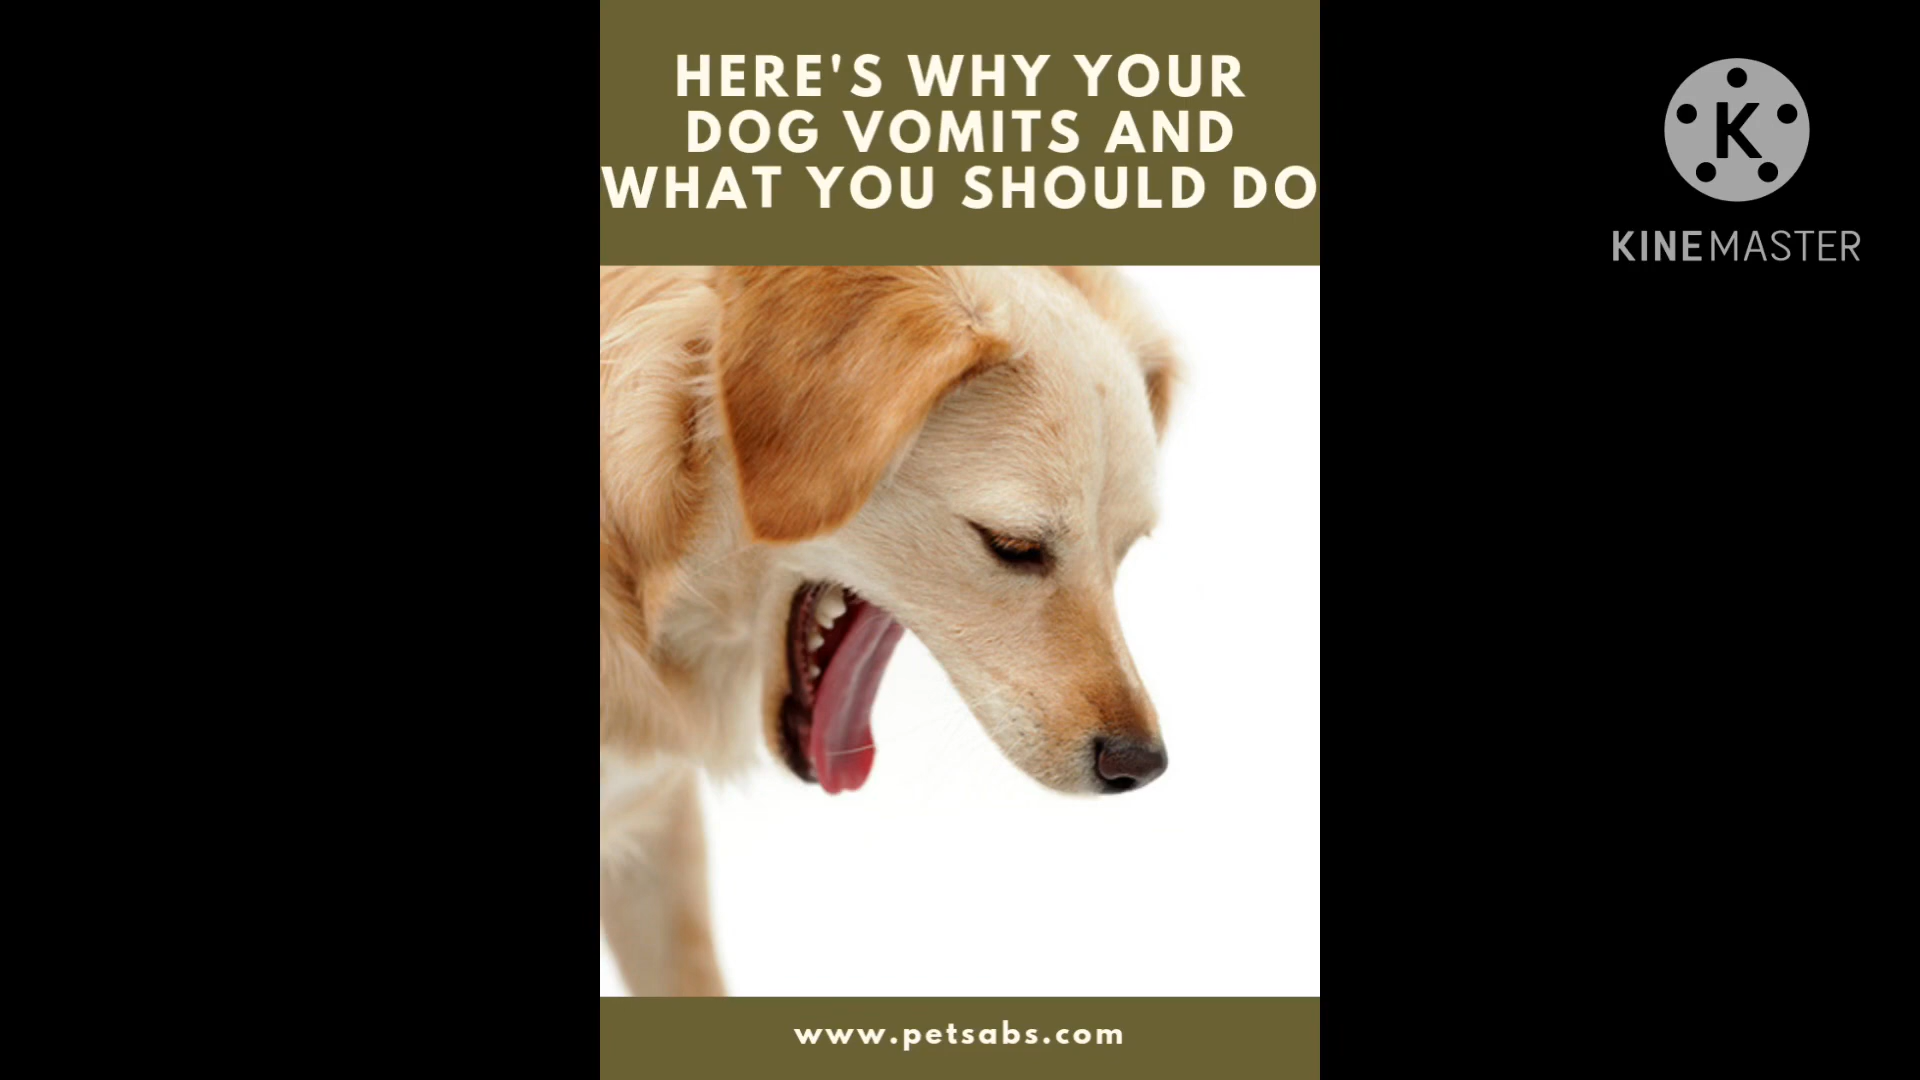 HERE'S WHY YOUR
DOG VOMITS AND
WHAT YOU SHOULD DO
K
KINEMASTER
www.petsabs.com